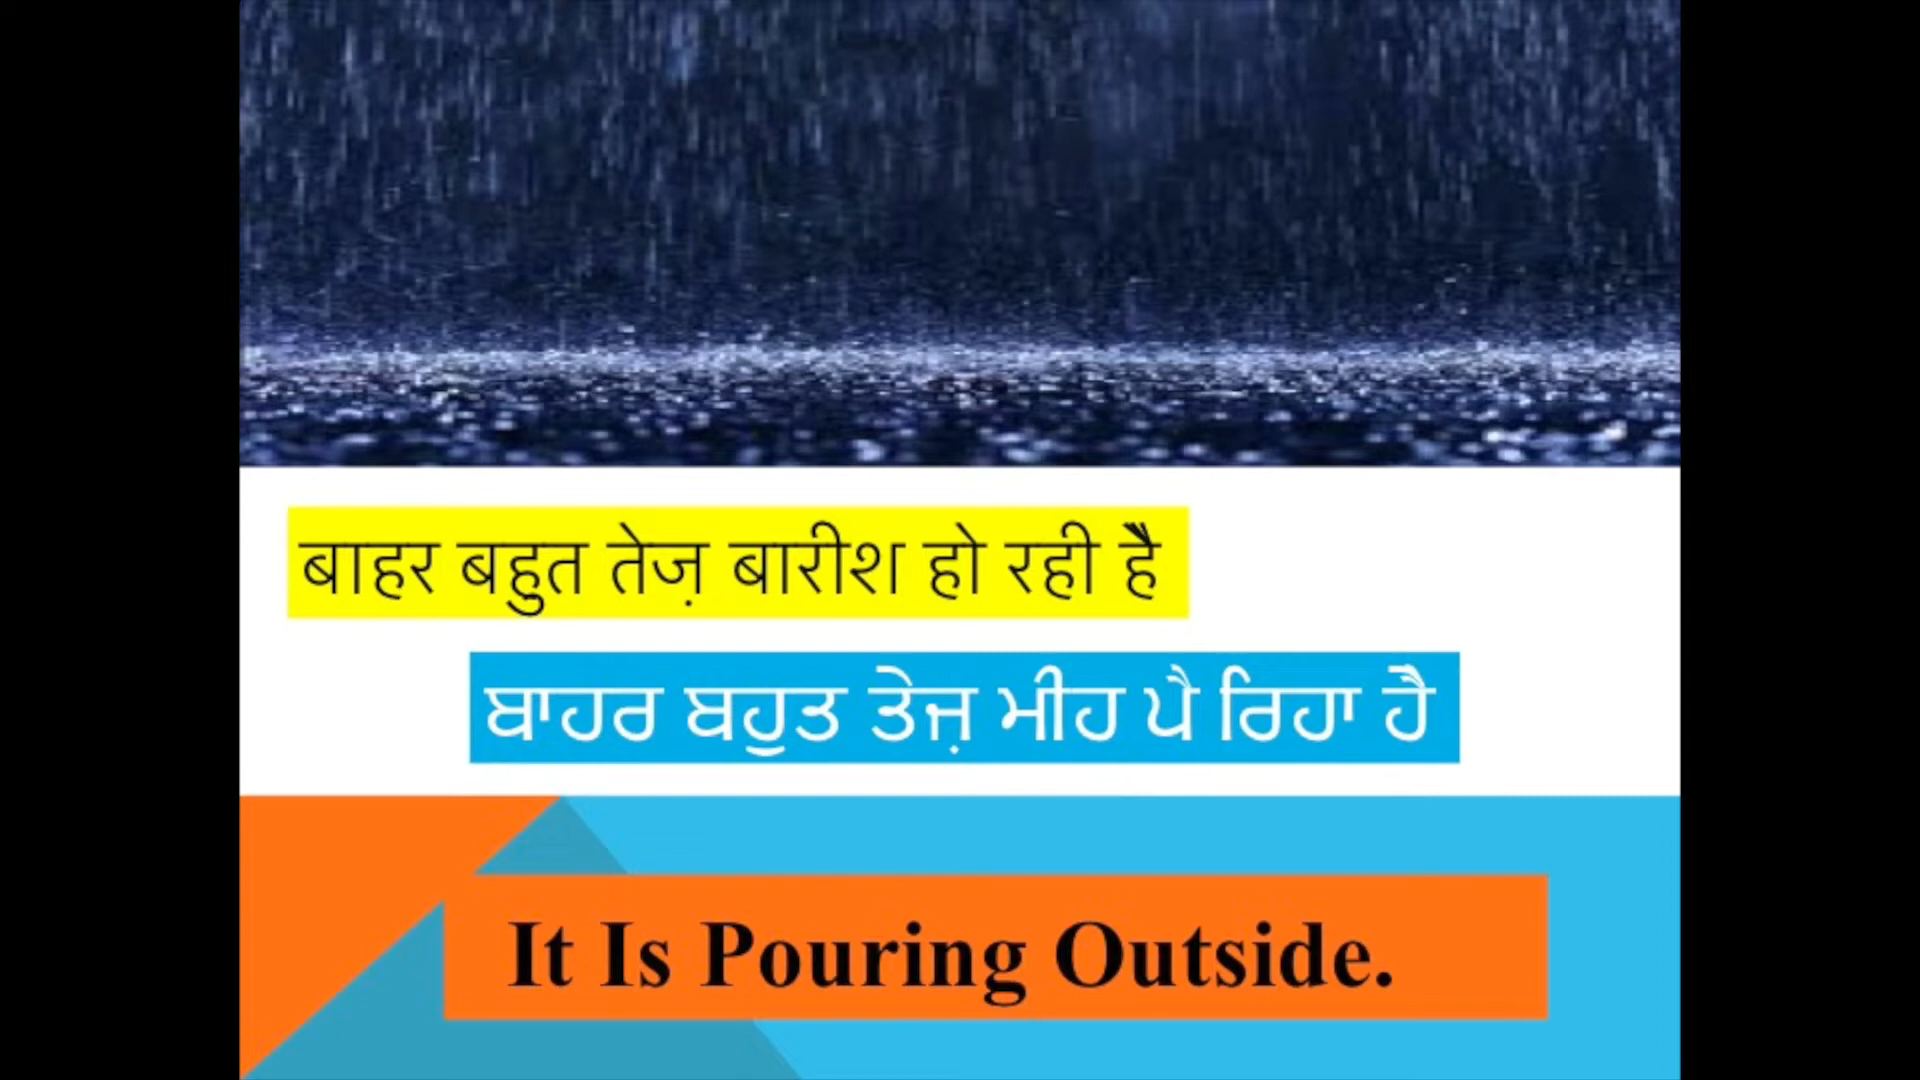 बाहर बहुत तेज़ बारीश हो रही है
ਬਾਹਰ ਬਹੁਤ ਤੇਜ਼ ਮੀਹ ਪੈ ਰਿਹਾ ਹੈ
It Is Pouring Outside.